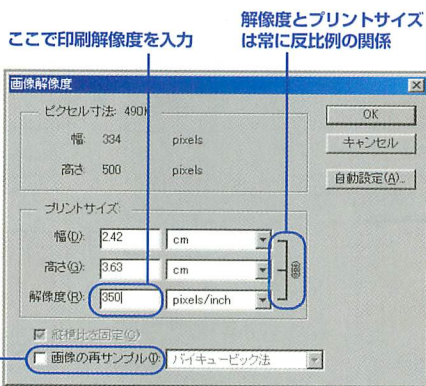 解像度とプリントサイズ
は常に反比例の関係
ここで印刷解像度を入力
画像解像度
ピクセル寸法: 490K
幅: 334 pixels
高さ: 500 pixels
OK
キャンセル
自動設定(A)...
プリントサイズ:
幅(D): 2.42 cm
高さ(G): 3.63 cm
解像度(R): 350 pixels/inch
縦横比を固定(C)
画像の再サンプル(I): バイキュービック法